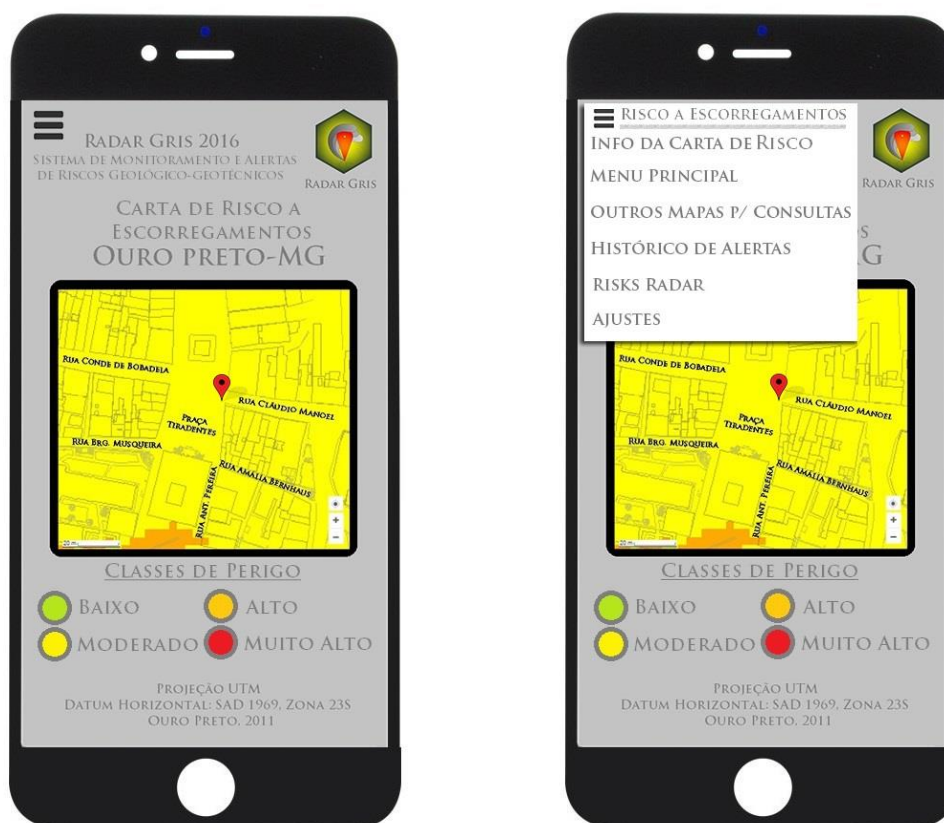 RADAR GRIS 2016
SISTEMA DE MONITORAMENTO E ALERTAS
DE RISCOS GEOLÓGICO-GEOTÉCNICOS
RADAR GRIS
CARTA DE RISCO A
ESCORREGAMENTOS
OURO PRETO-MG
RUA CONDE DE BOBADELA
RUA CLÁUDIO MANOEL
PRAÇA
TIRADENTES
RUA BRG. MUSQUEIRA
RUA AMALIA BERNHAUS
RUA ANT. PEREIRA
20 m
CLASSES DE PERIGO
BAIXO
ALTO
MODERADO
MUITO ALTO
PROJEÇÃO UTM
DATUM HORIZONTAL: SAD 1969, ZONA 23S
OURO PRETO, 2011
RISCO A ESCORREGAMENTOS
INFO DA CARTA DE RISCO
MENU PRINCIPAL
OUTROS MAPAS P/ CONSULTAS
HISTÓRICO DE ALERTAS
RISKS RADAR
AJUSTES
RADAR GRIS
S
G
RUA CONDE DE BOBADELA
RUA CLÁUDIO MANOEL
PRAÇA
TIRADENTES
RUA BRG. MUSQUEIRA
RUA AMALIA BERNHAUS
RUA ANT. PEREIRA
20 m
CLASSES DE PERIGO
BAIXO
ALTO
MODERADO
MUITO ALTO
PROJEÇÃO UTM
DATUM HORIZONTAL: SAD 1969, ZONA 23S
OURO PRETO, 2011